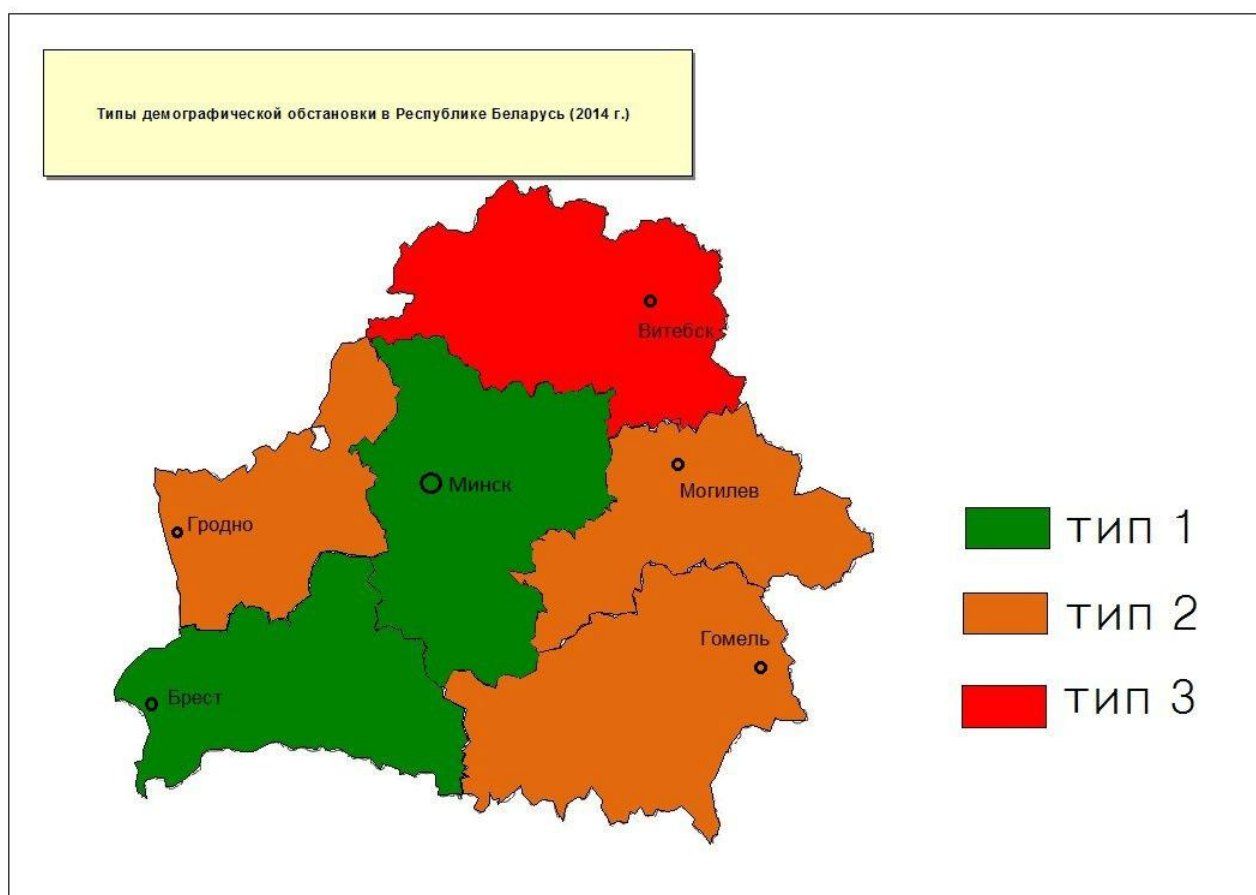 Типы демографической обстановки в Республике Беларусь (2014 г.)
Витебск
Минск
Могилев
Гродно
Гомель
Брест
тип 1
тип 2
тип 3